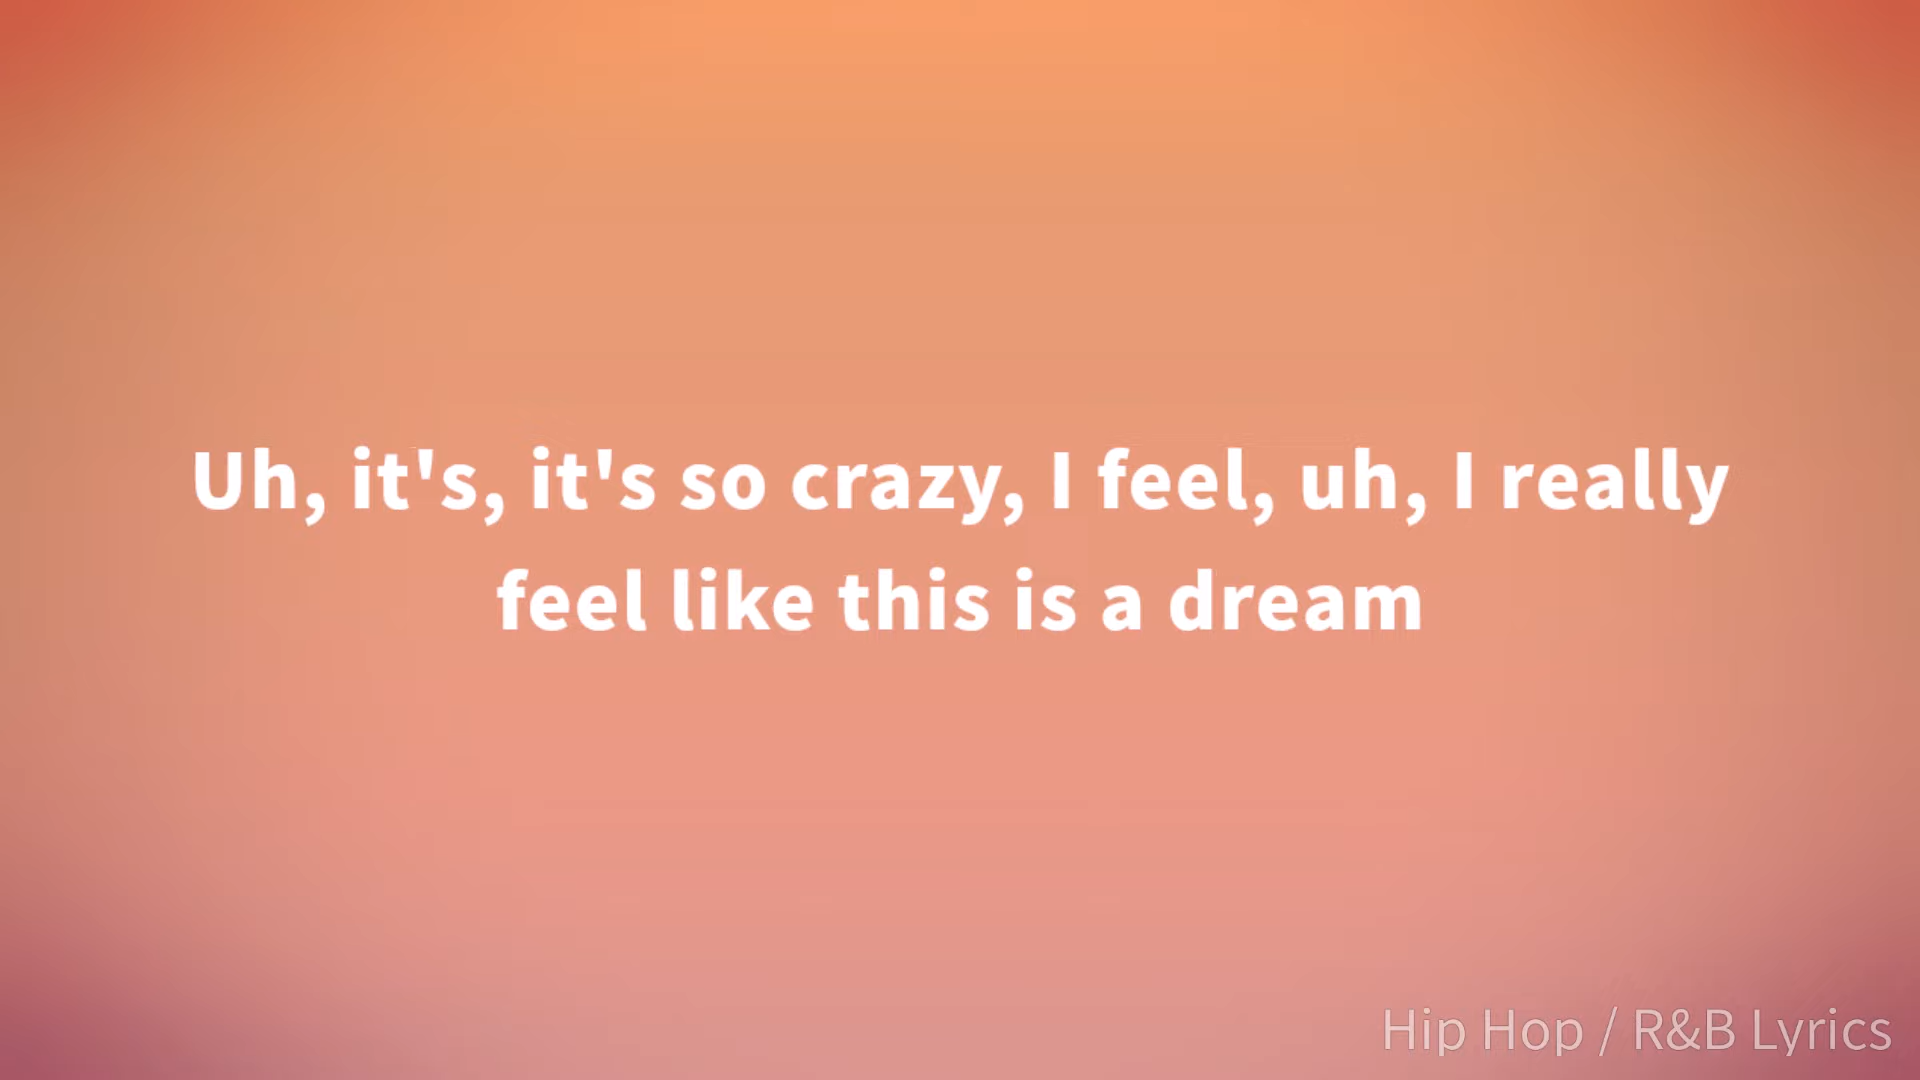 Uh, it's, it's so crazy, I feel, uh, I really
feel like this is a dream
Hip Hop / R&B Lyrics